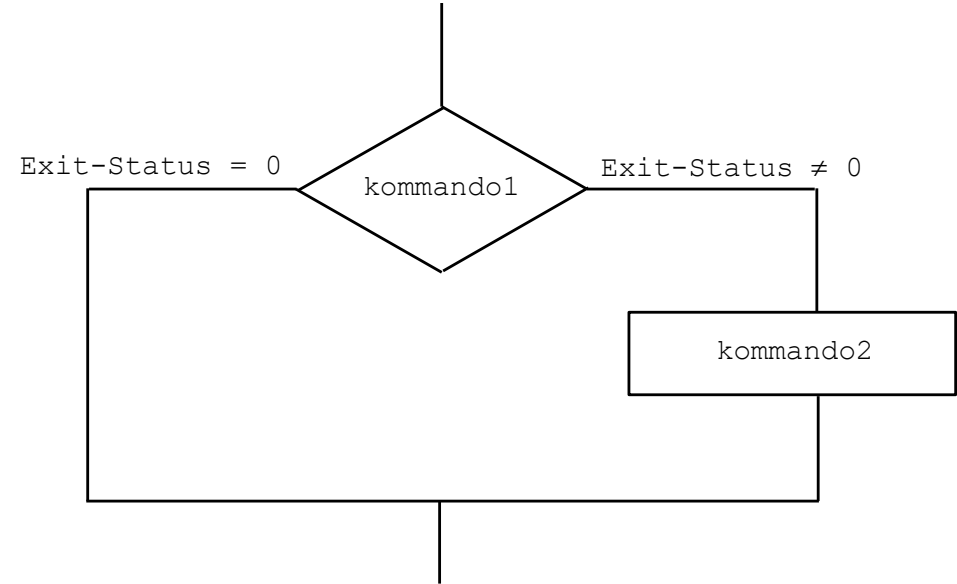 Exit-Status = 0
Exit-Status ≠ 0
kommando1
kommando2